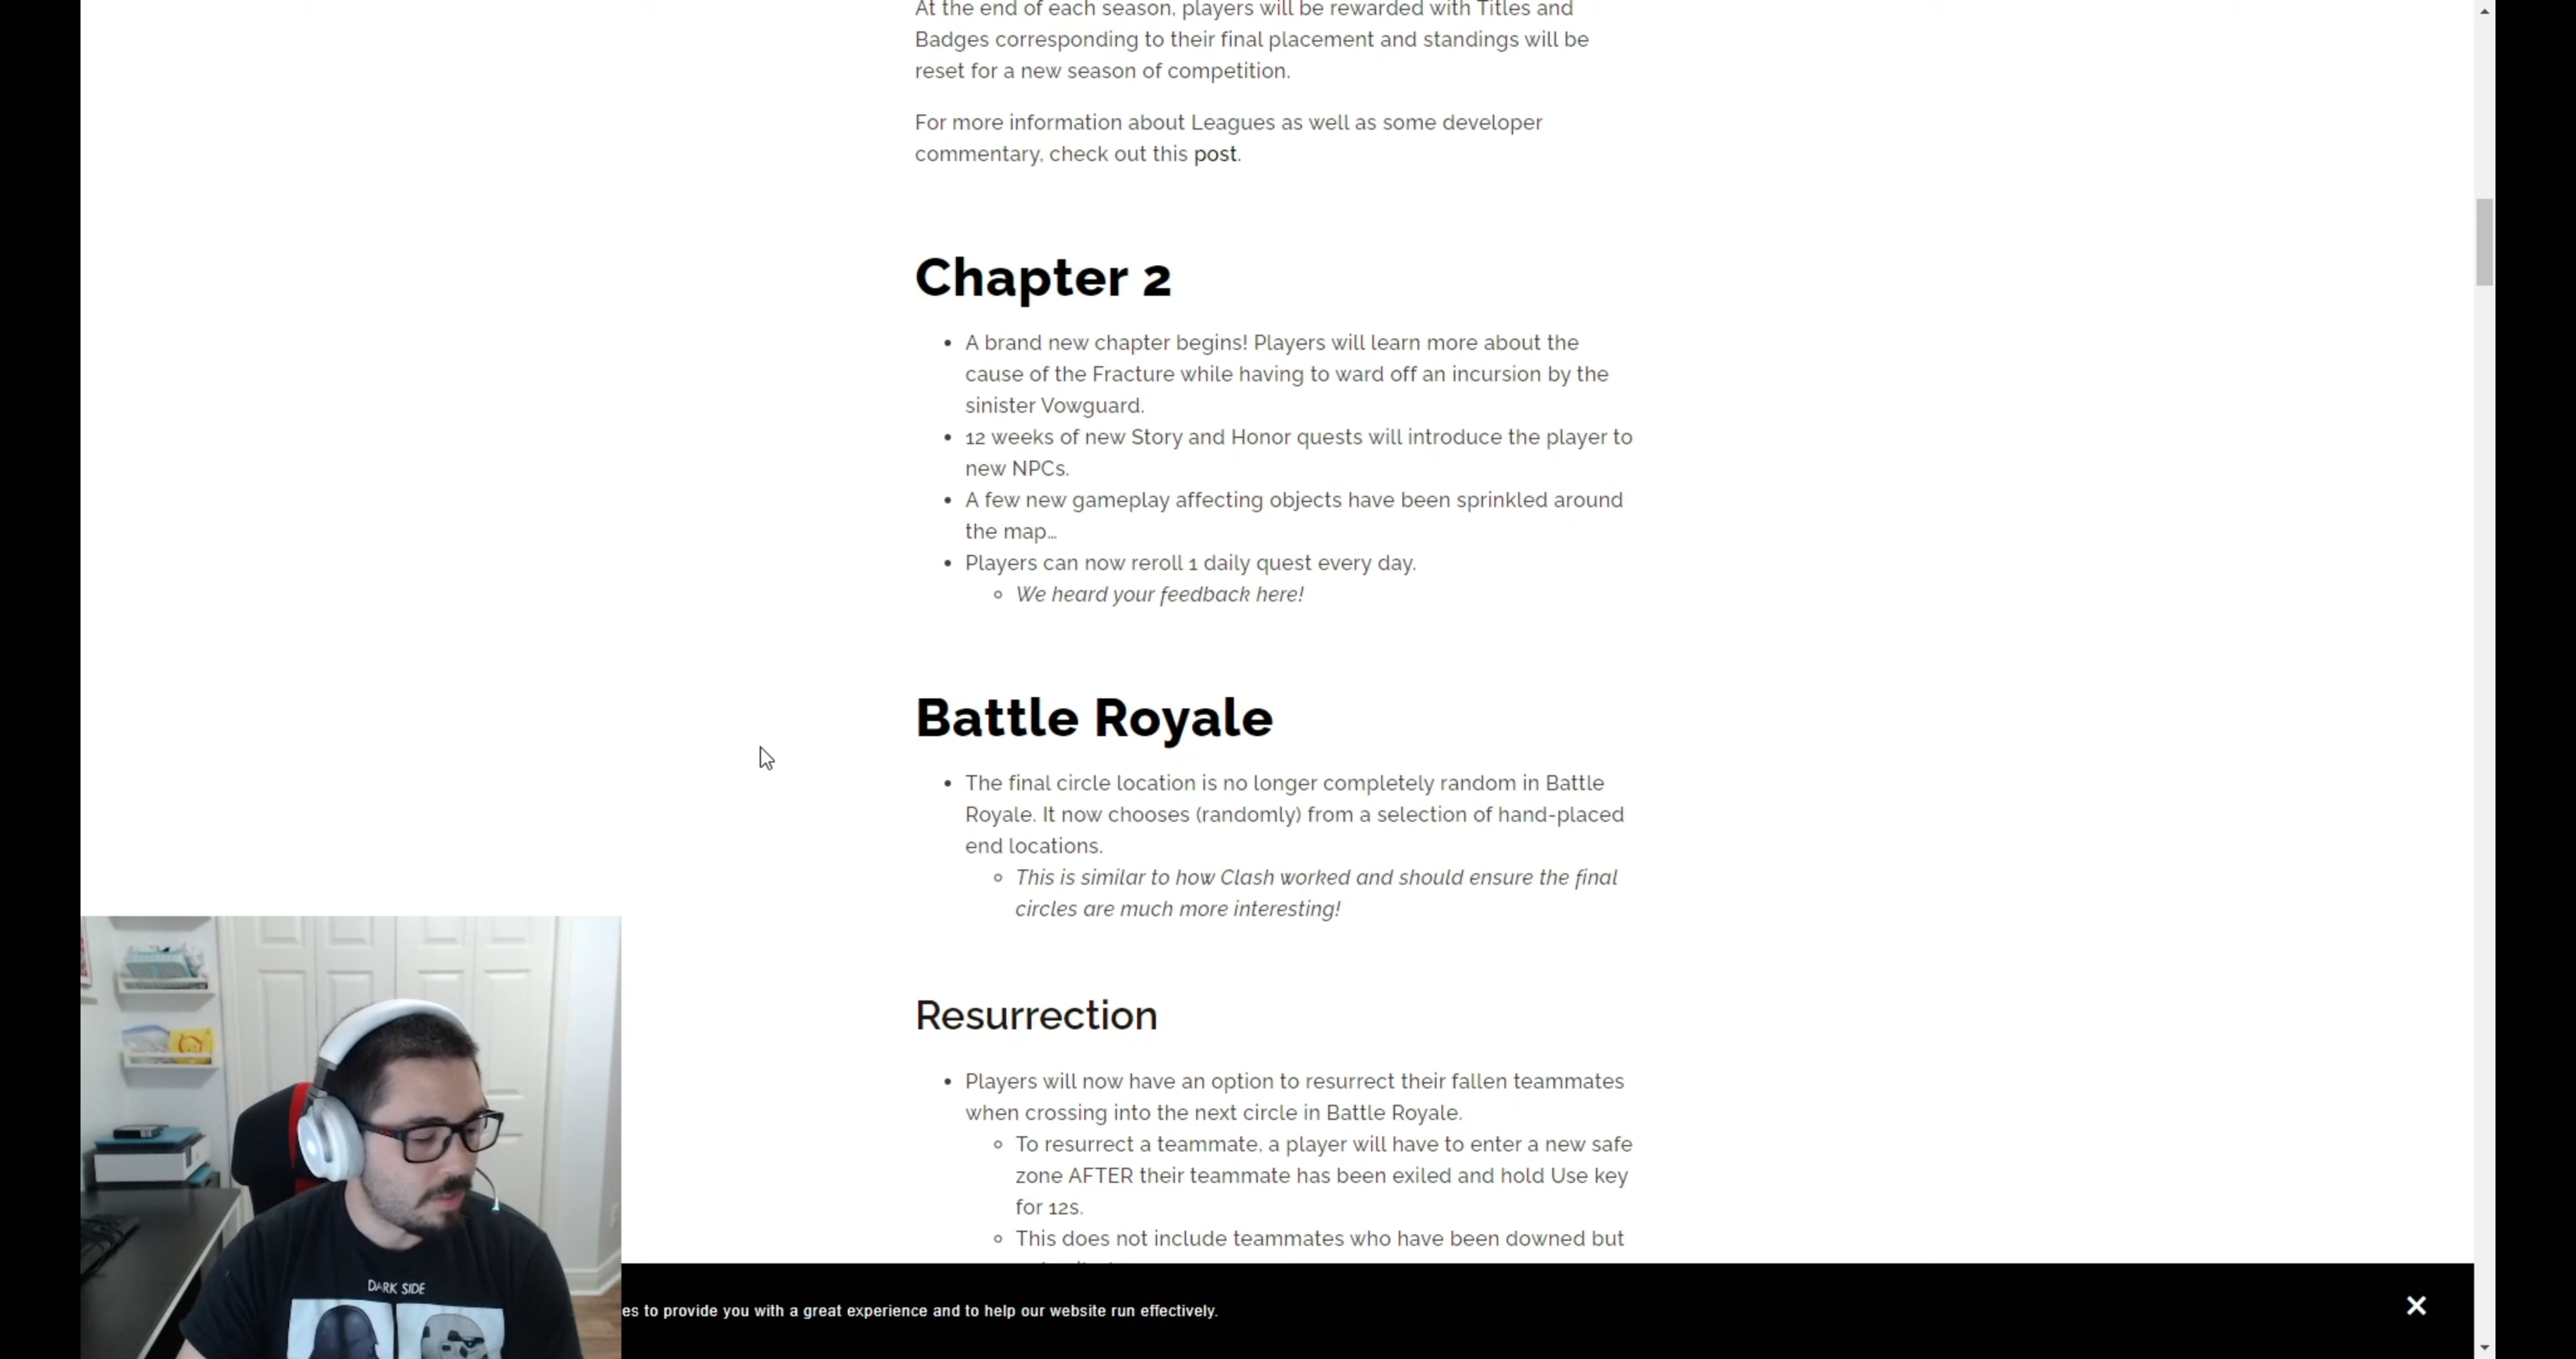 At the end of each season, players will be rewarded with Titles and
Badges corresponding to their final placement and standings will be
reset for a new season of competition.
For more information about Leagues as well as some developer
commentary, check out this post.
Chapter 2
A brand new chapter begins! Players will learn more about the
cause of the Fracture while having to ward off an incursion by the
sinister Vowguard.
12 weeks of new Story and Honor quests will introduce the player to
new NPCs.
A few new gameplay affecting objects have been sprinkled around
the map…
Players can now reroll 1 daily quest every day.
We heard your feedback here!
Battle Royale
The final circle location is no longer completely random in Battle
Royale. It now chooses (randomly) from a selection of hand-placed
end locations.
This is similar to how Clash worked and should ensure the final
circles are much more interesting!
Resurrection
Players will now have an option to resurrect their fallen teammates
when crossing into the next circle in Battle Royale.
To resurrect a teammate, a player will have to enter a new safe
zone AFTER their teammate has been exiled and hold Use key
for 12s.
This does not include teammates who have been downed but
es to provide you with a great experience and to help our website run effectively.
DARK SIDE